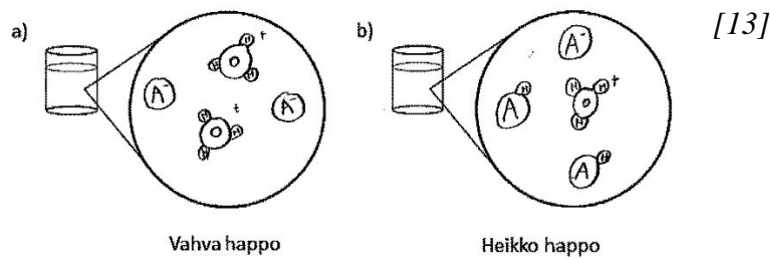 a)
H +
O
H H
A⁻
+
O H
H H
A⁻
Vahva happo
b)
A⁻
H
A
H H +
O
H
H
A
Heikko happo
[13]